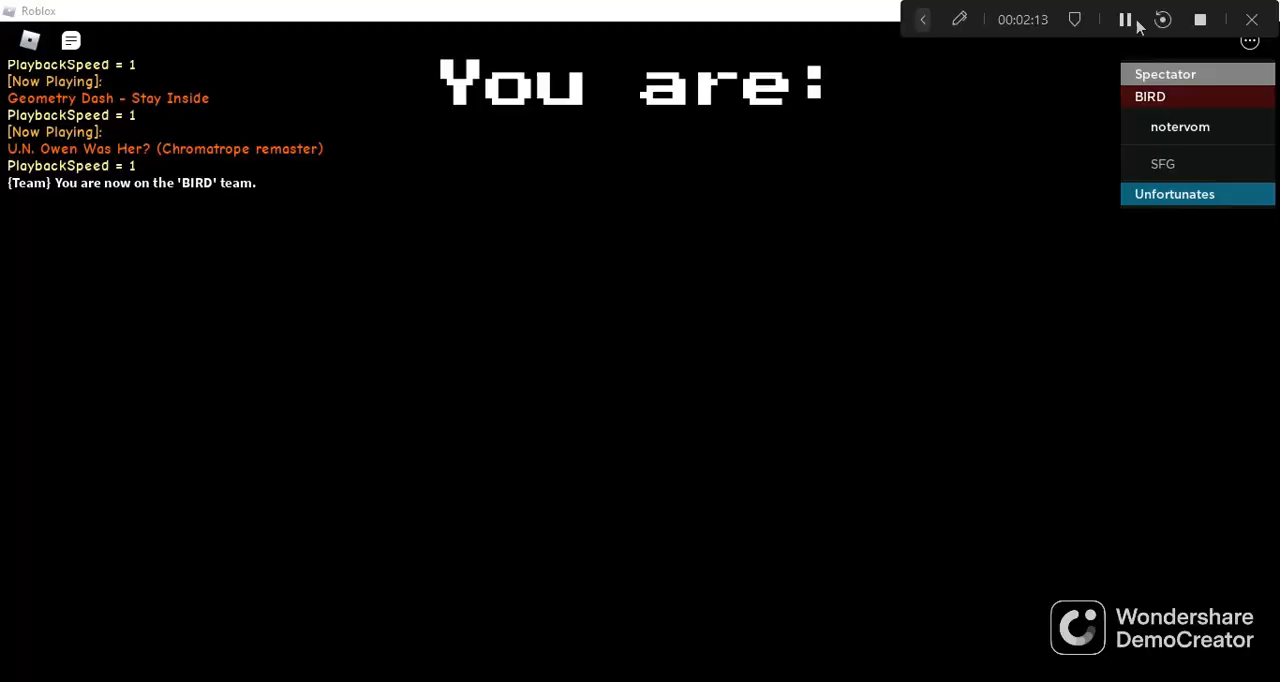 Roblox
00:02:13
PlaybackSpeed = 1
[Now Playing]:
Geometry Dash - Stay Inside
PlaybackSpeed = 1
[Now Playing]:
U.N. Owen Was Her? (Chromatrope remaster)
PlaybackSpeed = 1
{Team} You are now on the 'BIRD' team.
You are:
Spectator
BIRD
notervom
SFG
Unfortunates
Wondershare
DemoCreator